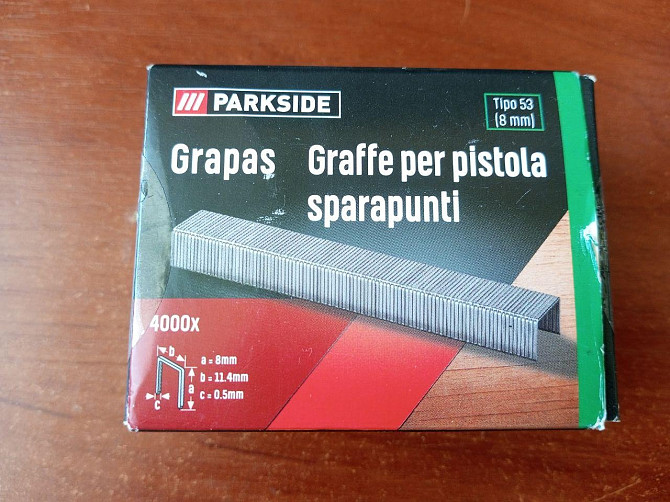 PARKSIDE
Tipo 53
(8 mm)
Grapas
Graffe per pistola
sparapunti
4000x
b
a
c
a = 8mm
b = 11.4mm
c = 0.5mm